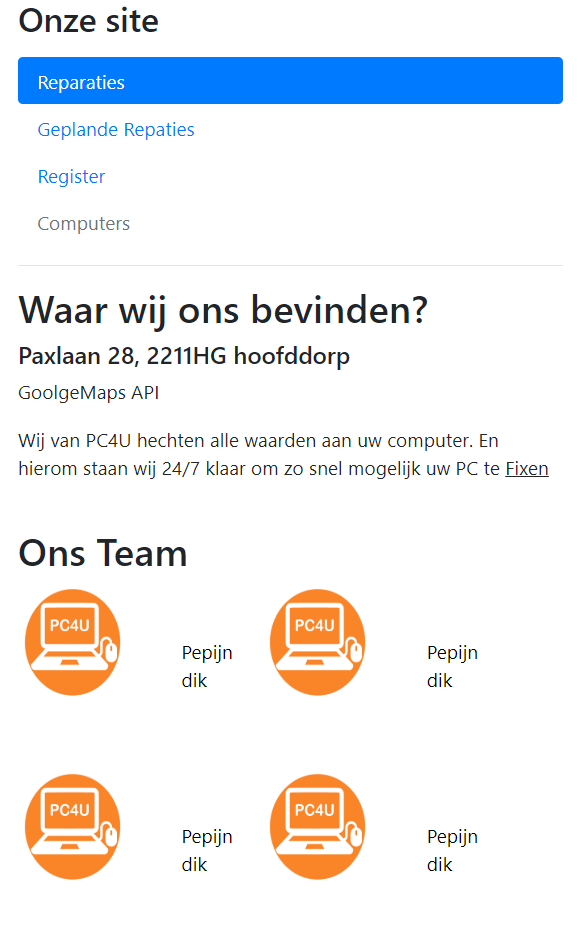 Onze site
Reparaties
Geplande Repaties
Register
Computers
Waar wij ons bevinden?
Paxlaan 28, 2211HG hoofddorp
GoolgeMaps API
Wij van PC4U hechten alle waarden aan uw computer. En
hierom staan wij 24/7 klaar om zo snel mogelijk uw PC te Fixen
Ons Team
PC4U
Pepijn
dik
PC4U
Pepijn
dik
PC4U
Pepijn
dik
PC4U
Pepijn
dik